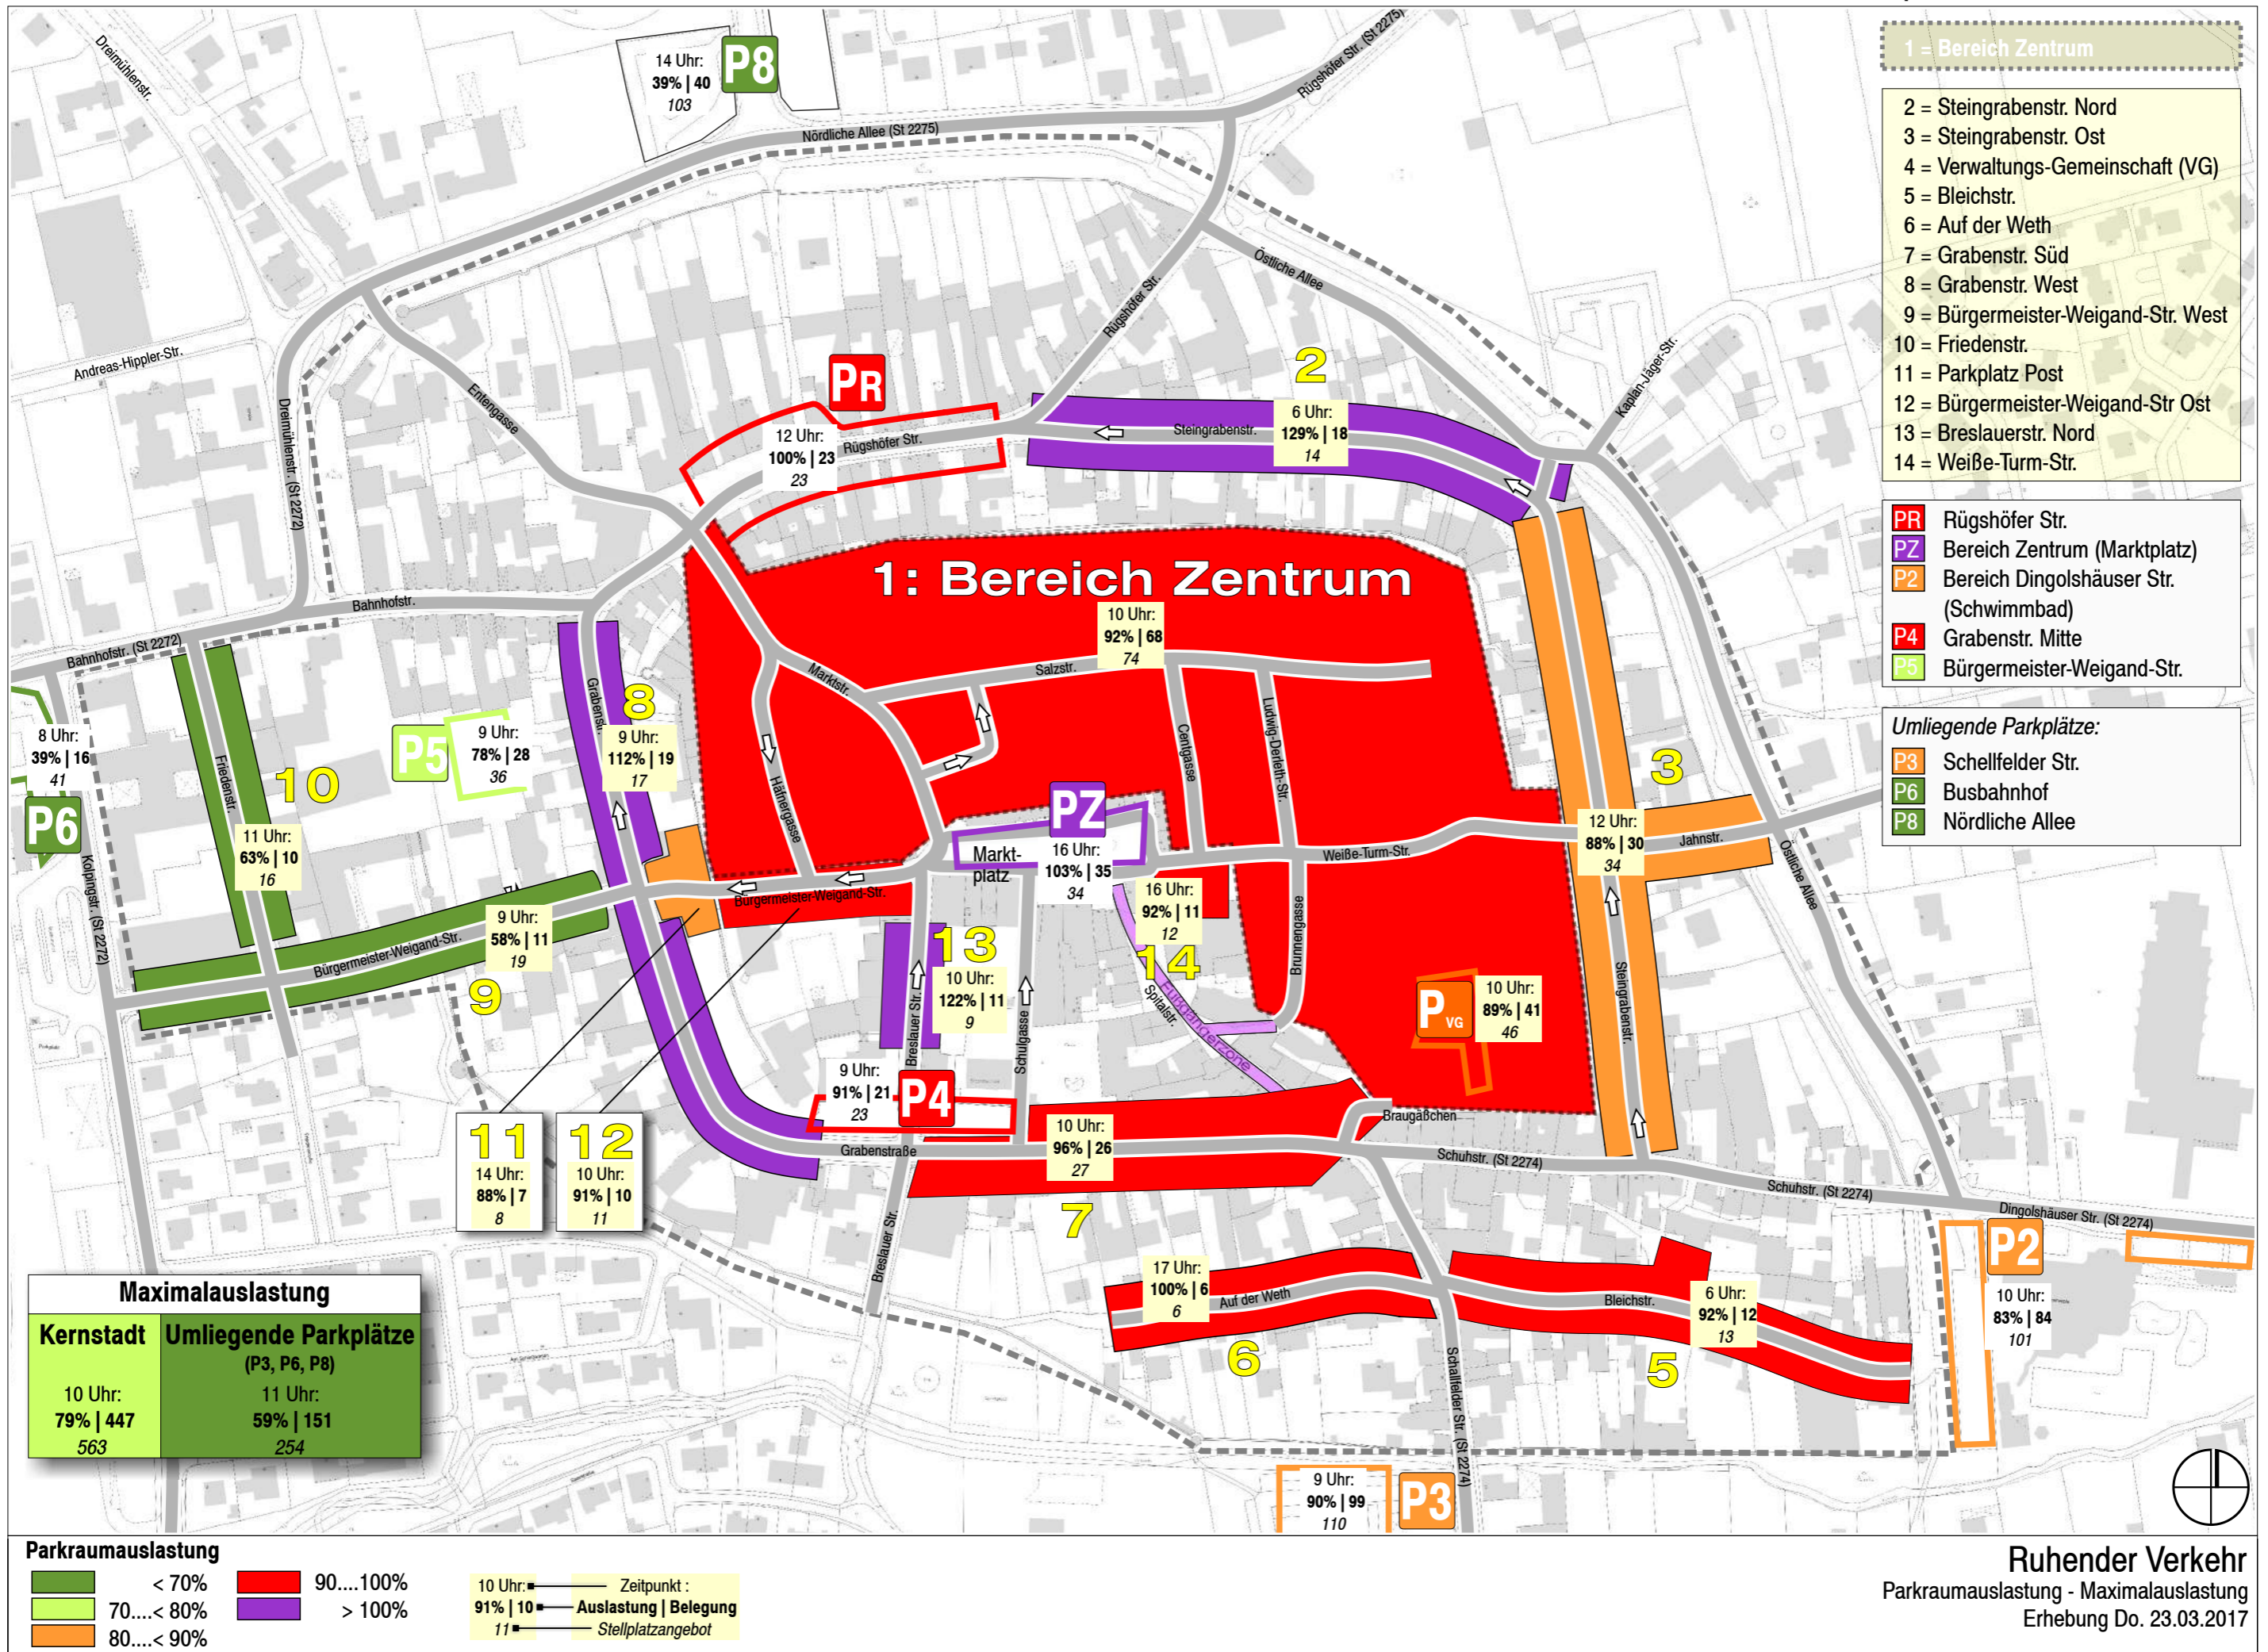 Dreimühlenstr.
14 Uhr:
39% | 40
103
P8
Rügshöfer Str. (St 2275)
Nördliche Allee (St 2275)
1 = Bereich Zentrum
2 = Steingrabenstr. Nord
3 = Steingrabenstr. Ost
4 = Verwaltungs-Gemeinschaft (VG)
5 = Bleichstr.
6 = Auf der Weth
7 = Grabenstr. Süd
8 = Grabenstr. West
9 = Bürgermeister-Weigand-Str. West
10 = Friedenstr.
11 = Parkplatz Post
12 = Bürgermeister-Weigand-Str Ost
13 = Breslauerstr. Nord
14 = Weiße-Turm-Str.
PR Rügshöfer Str.
PZ Bereich Zentrum (Marktplatz)
P2 Bereich Dingolshäuser Str.
(Schwimmbad)
P4 Grabenstr. Mitte
P5 Bürgermeister-Weigand-Str.
Umliegende Parkplätze:
P3 Schellfelder Str.
P6 Busbahnhof
P8 Nördliche Allee
Östliche Allee
Rügshöfer Str.
Andreas-Hippler-Str.
Entengasse
Dreimühlenstr. (St 2272)
Kaplan-Jäger-Str.
PR
12 Uhr:
100% | 23
23
Rügshöfer Str.
2
6 Uhr:
129% | 18
14
Steingrabenstr.
1: Bereich Zentrum
10 Uhr:
92% | 68
74
Bahnhofstr.
Bahnhofstr. (St 2272)
Marktstr.
Salzstr.
Grabenstr.
8
9 Uhr:
112% | 19
17
P5
9 Uhr:
78% | 28
36
8 Uhr:
39% | 16
41
P6
Friedenstr.
10
11 Uhr:
63% | 10
16
Häfnergasse
Centgasse
Ludwig-Derleth-Str.
3
12 Uhr:
88% | 30
34
Jahnstr.
Östliche Allee
PZ
Markt-
platz
16 Uhr:
103% | 35
34
Weiße-Turm-Str.
Kolpingstr. (St 2272)
Bürgermeister-Weigand-Str.
9 Uhr:
58% | 11
19
9
Bürgermeister-Weigand-Str.
16 Uhr:
92% | 11
12
14
13
10 Uhr:
122% | 11
9
Breslauer Str.
Schulgasse
Spitalstr.
Fußgängerzone
Brunnengasse
PVG
10 Uhr:
89% | 41
46
Steingrabenstr.
9 Uhr:
91% | 21
23
P4
11
14 Uhr:
88% | 7
8
12
10 Uhr:
91% | 10
11
Grabenstraße
10 Uhr:
96% | 26
27
7
Braugäßchen
Schuhstr. (St 2274)
Schuhstr. (St 2274)
Dingolshäuser Str. (St 2274)
Breslauer Str.
P2
10 Uhr:
83% | 84
101
17 Uhr:
100% | 6
6
Auf der Weth
6
Bleichstr.
6 Uhr:
92% | 12
13
5
Schallfelder Str. (St 2274)
9 Uhr:
90% | 99
110
P3
Maximalauslastung
Kernstadt
10 Uhr:
79% | 447
563
Umliegende Parkplätze
(P3, P6, P8)
11 Uhr:
59% | 151
254
Parkraumauslastung
< 70%
70....< 80%
80....< 90%
90....100%
> 100%
10 Uhr: Zeitpunkt :
91% | 10 Auslastung | Belegung
11 Stellplatzangebot
Ruhender Verkehr
Parkraumauslastung - Maximalauslastung
Erhebung Do. 23.03.2017